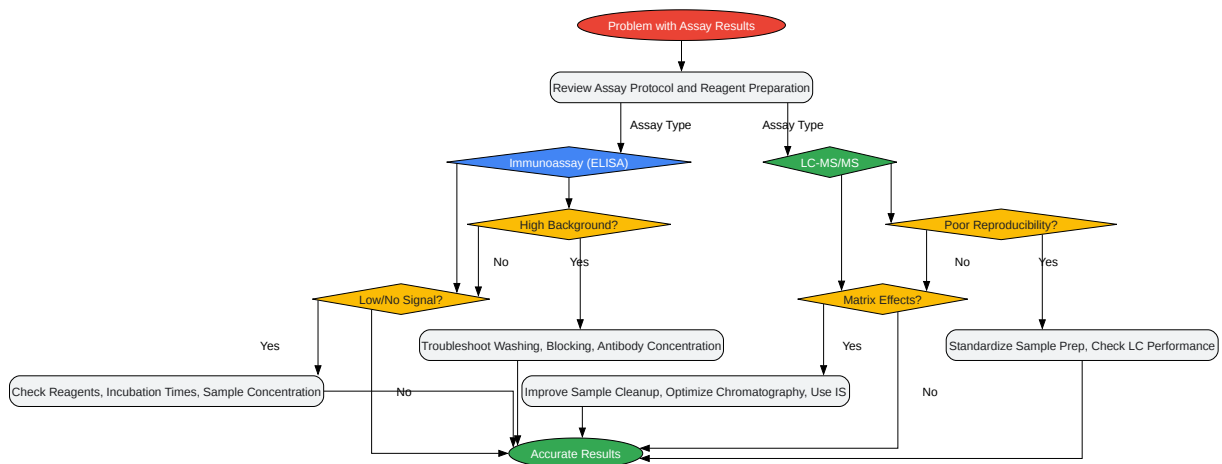 Problem with Assay Results
Review Assay Protocol and Reagent Preparation
Assay Type
Assay Type
Immunoassay (ELISA)
LC-MS/MS
High Background?
Poor Reproducibility?
No
Yes
No
Yes
Low/No Signal?
Matrix Effects?
Yes
Troubleshoot Washing, Blocking, Antibody Concentration
Yes
Standardize Sample Prep, Check LC Performance
Check Reagents, Incubation Times, Sample Concentration
No
Improve Sample Cleanup, Optimize Chromatography, Use IS
No
Accurate Results